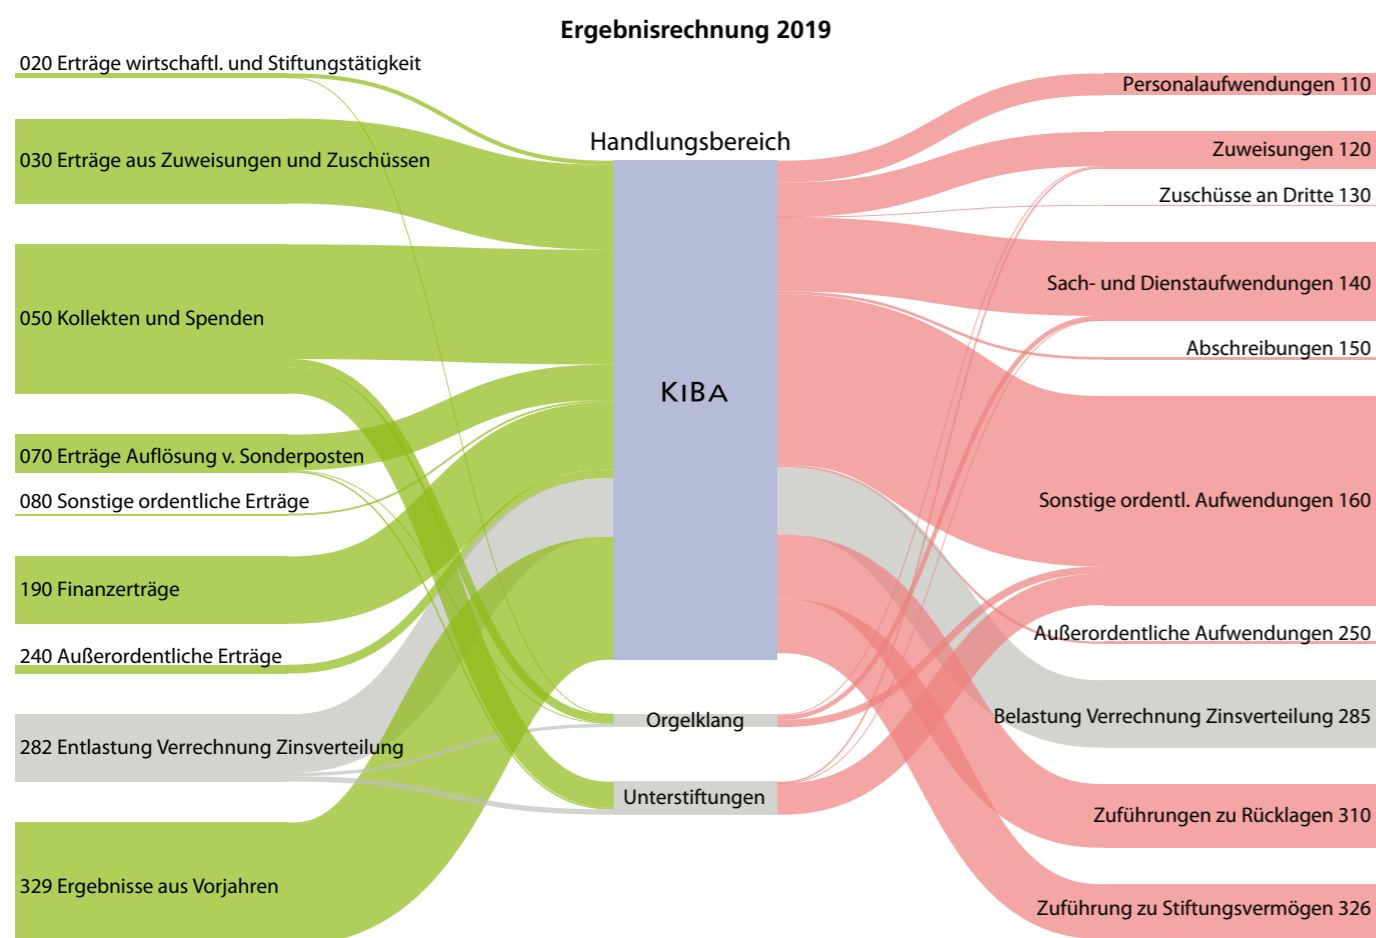 Ergebnisrechnung 2019
020 Erträge wirtschaftl. und Stiftungstätigkeit
030 Erträge aus Zuweisungen und Zuschüssen
050 Kollekten und Spenden
070 Erträge Auflösung v. Sonderposten
080 Sonstige ordentliche Erträge
190 Finanzerträge
240 Außerordentliche Erträge
282 Entlastung Verrechnung Zinsverteilung
329 Ergebnisse aus Vorjahren
Handlungsbereich
KIBA
Orgelklang
Unterstiftungen
Personalaufwendungen 110
Zuweisungen 120
Zuschüsse an Dritte 130
Sach- und Dienstaufwendungen 140
Abschreibungen 150
Sonstige ordentl. Aufwendungen 160
Außerordentliche Aufwendungen 250
Belastung Verrechnung Zinsverteilung 285
Zuführungen zu Rücklagen 310
Zuführung zu Stiftungsvermögen 326